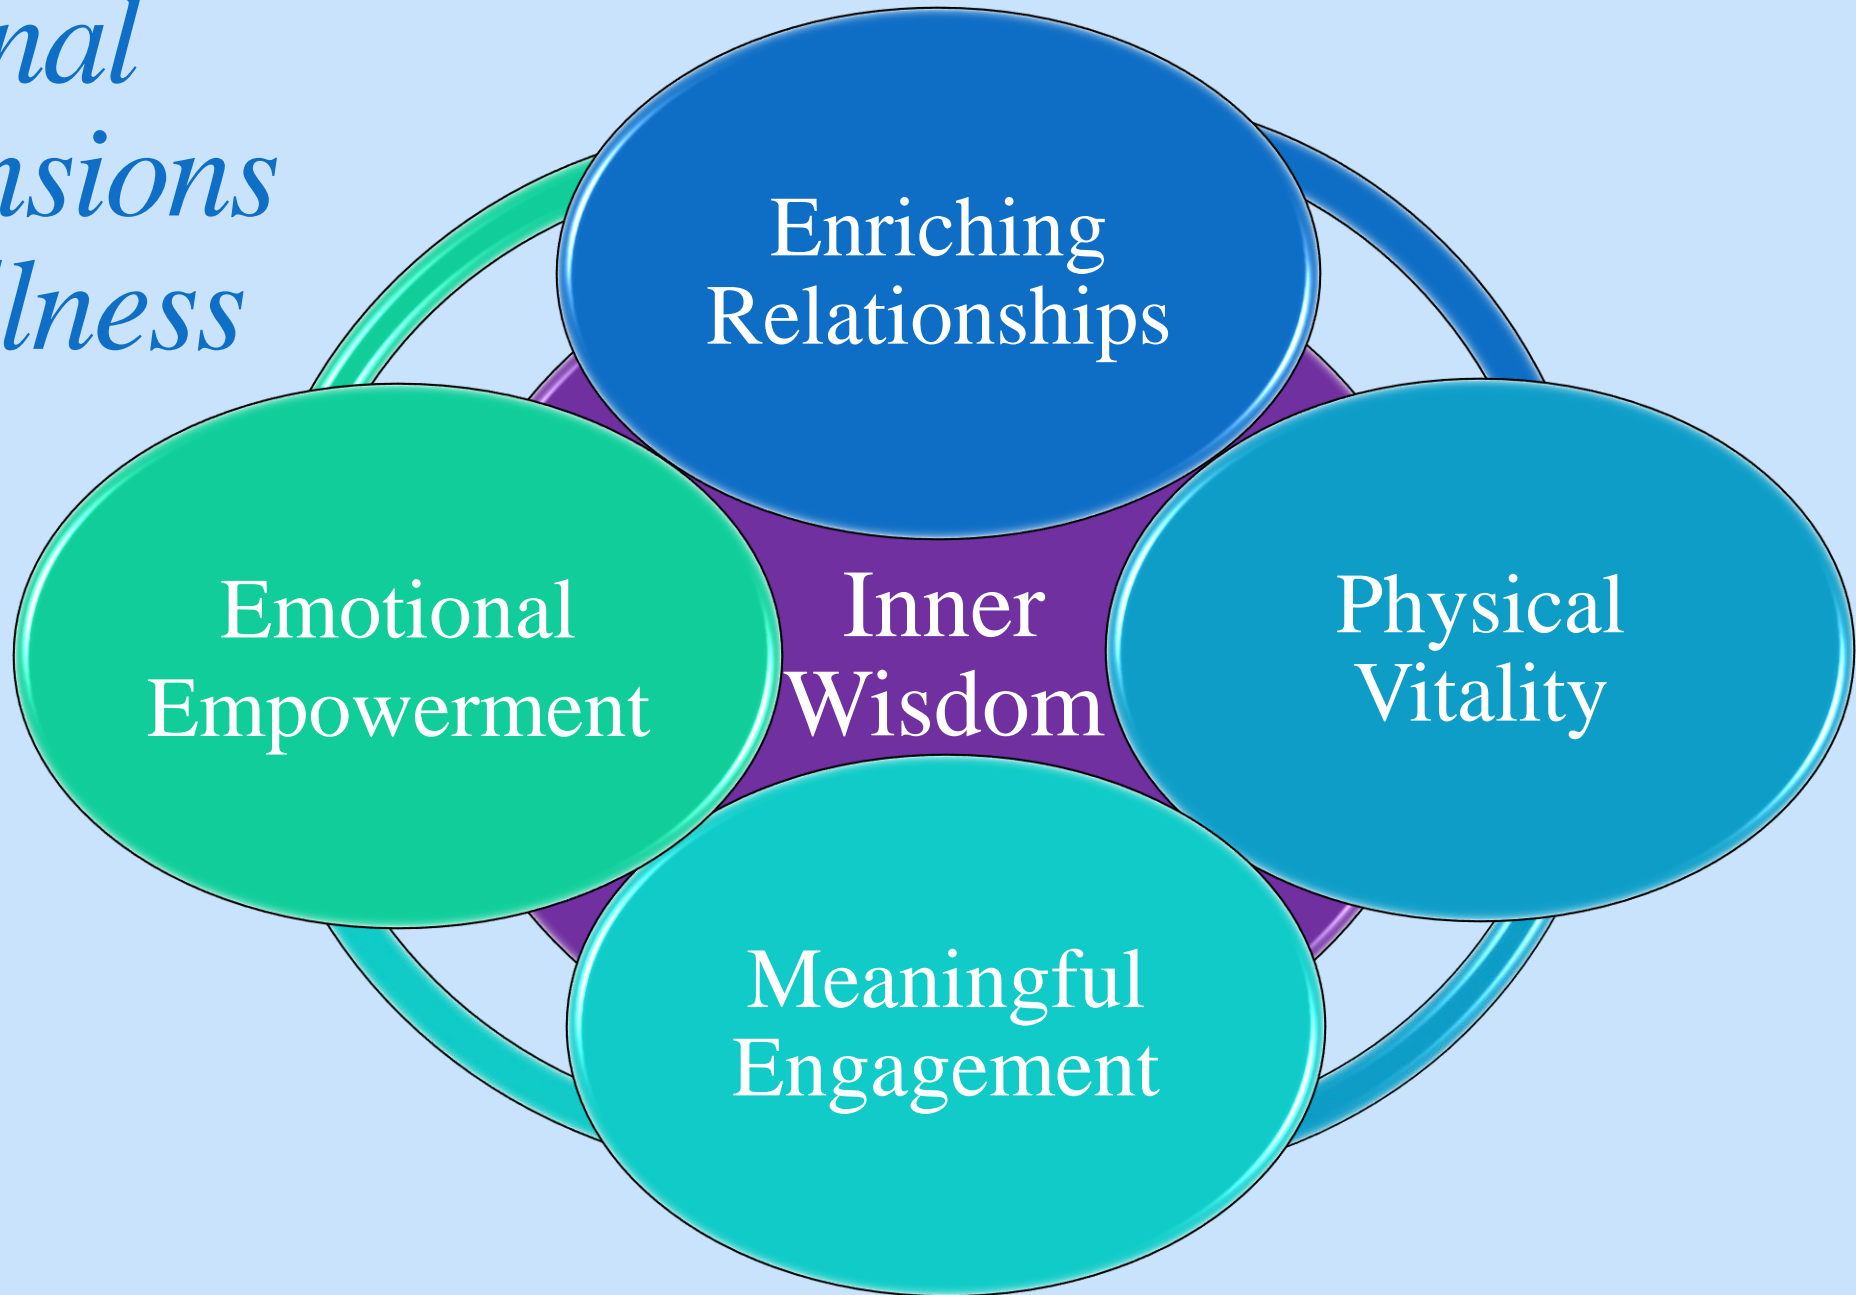 nal
nsions
llness
Enriching
Relationships
Emotional
Empowerment
Inner
Wisdom
Physical
Vitality
Meaningful
Engagement